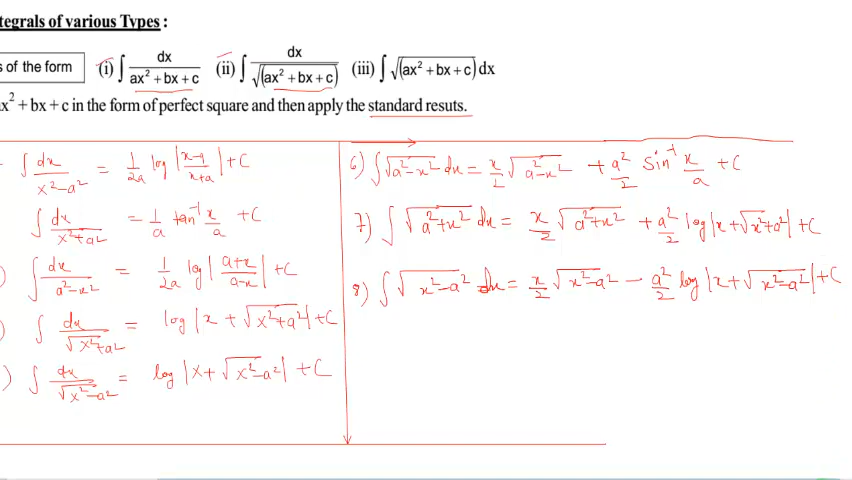 tegrals of various Types :
s of the form (i) ∫ dx / (ax² + bx + c) (ii) ∫ dx / √(ax² + bx + c) (iii) ∫ √(ax² + bx + c) dx
x² + bx + c in the form of perfect square and then apply the standard resuts.
∫ dx / (x² − a²) = 1/2a log |(x−a)/(x+a)| + C
∫ dx / (x² + a²) = 1/a tan⁻¹ x/a + C
) ∫ dx / (a² − x²) = 1/2a log |(a+x)/(a−x)| + C
) ∫ dx / √(x² + a²) = log |x + √(x² + a²)| + C
) ∫ dx / √(x² − a²) = log |x + √(x² − a²)| + C
6) ∫ √(a² − x²) dx = x/2 √(a² − x²) + a²/2 sin⁻¹ x/a + C
7) ∫ √(a² + x²) dx = x/2 √(a² + x²) + a²/2 log |x + √(x² + a²)| + C
8) ∫ √(x² − a²) dx = x/2 √(x² − a²) − a²/2 log |x + √(x² − a²)| + C